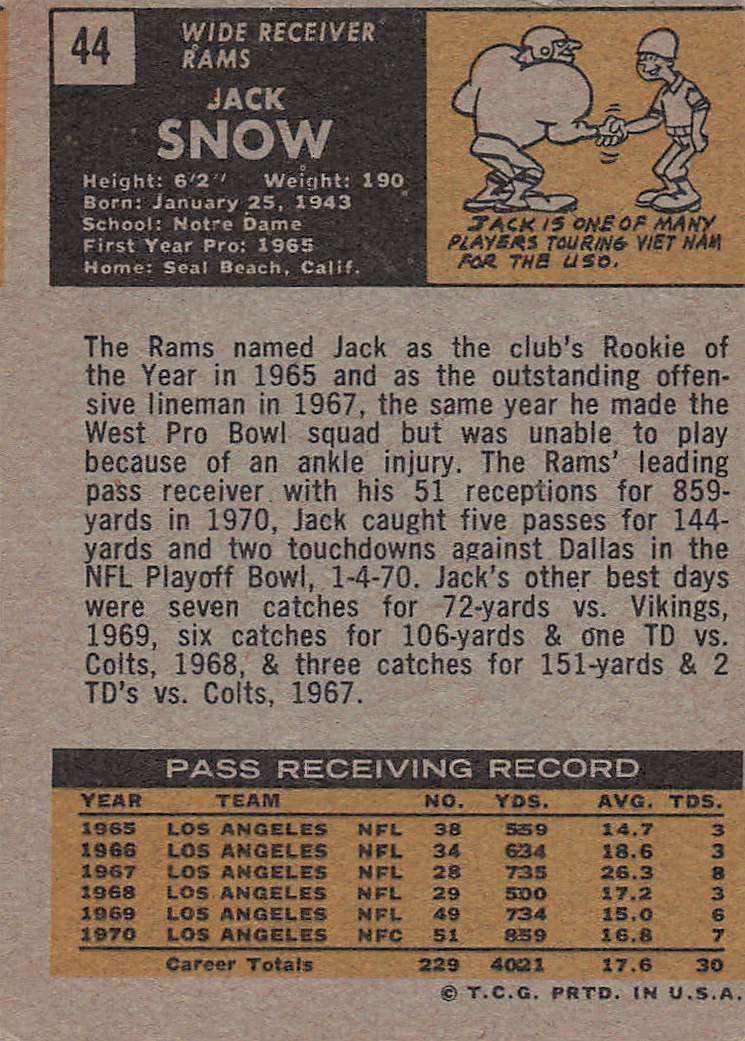 44
WIDE RECEIVER
RAMS
JACK
SNOW
Height: 6'2" Weight: 190
Born: January 25, 1943
School: Notre Dame
First Year Pro: 1965
Home: Seal Beach, Calif.
JACK IS ONE OF MANY
PLAYERS TOURING VIET NAM
FOR THE USO.
The Rams named Jack as the club's Rookie of
the Year in 1965 and as the outstanding offen-
sive lineman in 1967, the same year he made the
West Pro Bowl squad but was unable to play
because of an ankle injury. The Rams' leading
pass receiver with his 51 receptions for 859-
yards in 1970, Jack caught five passes for 144-
yards and two touchdowns against Dallas in the
NFL Playoff Bowl, 1-4-70. Jack's other best days
were seven catches for 72-yards vs. Vikings,
1969, six catches for 106-yards & one TD vs.
Colts, 1968, & three catches for 151-yards & 2
TD's vs. Colts, 1967.
PASS RECEIVING RECORD
YEAR TEAM NO. YDS. AVG. TDS.
1965 LOS ANGELES NFL 38 559 14.7 3
1966 LOS ANGELES NFL 34 634 18.6 3
1967 LOS ANGELES NFL 28 735 26.3 8
1968 LOS ANGELES NFL 29 500 17.2 3
1969 LOS ANGELES NFL 49 734 15.0 6
1970 LOS ANGELES NFC 51 859 16.8 7
Career Totals 229 4021 17.6 30
© T.C.G. PRTD. IN U.S.A.